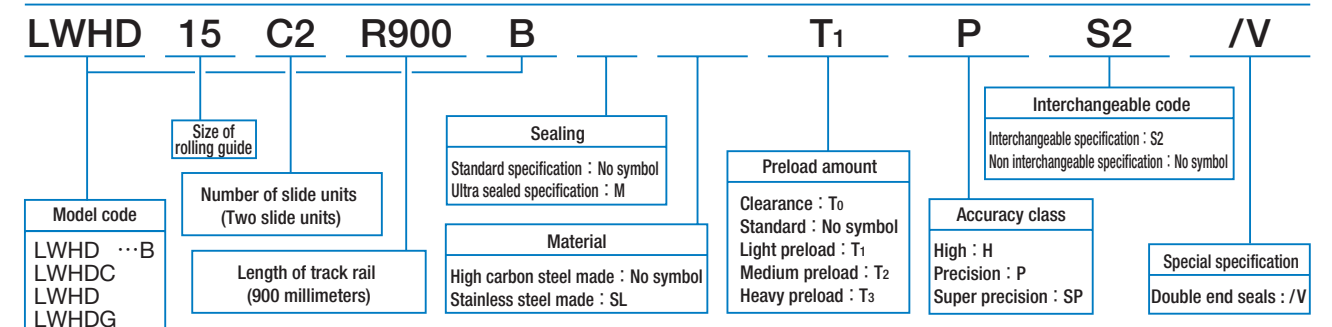 LWHD 15 C2 R900 B T1 P S2 /V
Size of
rolling guide
Number of slide units
(Two slide units)
Length of track rail
(900 millimeters)
Model code
LWHD …B
LWHDC
LWHD
LWHDG
Sealing
Standard specification：No symbol
Ultra sealed specification：M
Material
High carbon steel made：No symbol
Stainless steel made：SL
Preload amount
Clearance：T0
Standard：No symbol
Light preload：T1
Medium preload：T2
Heavy preload：T3
Interchangeable code
Interchangeable specification：S2
Non interchangeable specification：No symbol
Accuracy class
High：H
Precision：P
Super precision：SP
Special specification
Double end seals : /V